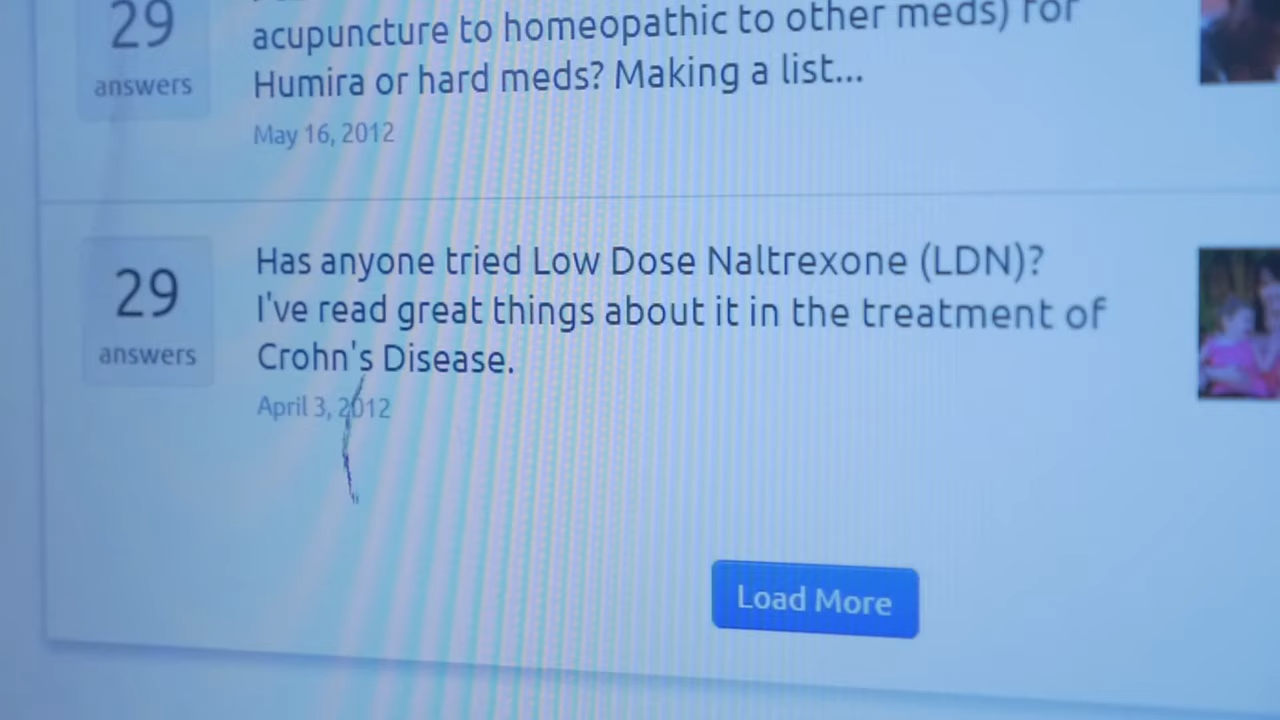 29
answers
acupuncture to homeopathic to other meds) for
Humira or hard meds? Making a list...
May 16, 2012
29
answers
Has anyone tried Low Dose Naltrexone (LDN)?
I've read great things about it in the treatment of
Crohn's Disease.
April 3, 2012
Load More